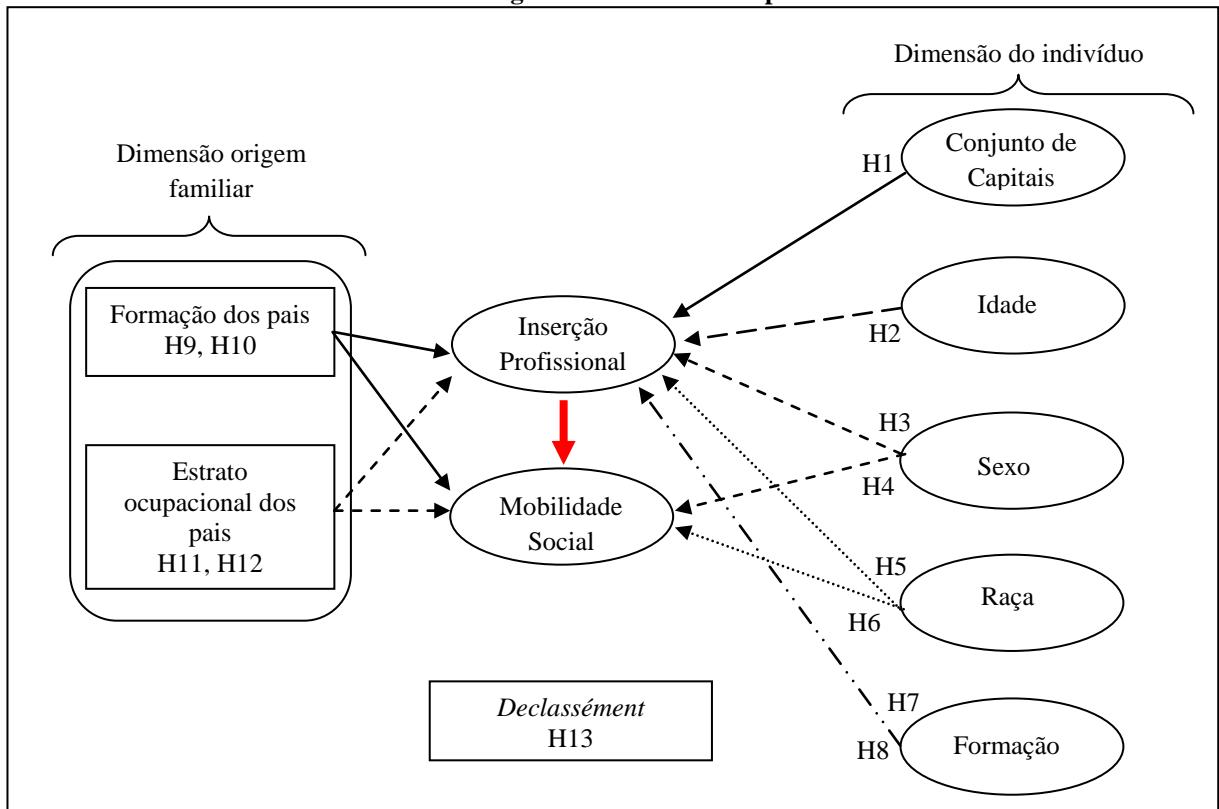 Dimensão do indivíduo
Dimensão origem
familiar
Formação dos pais
H9, H10
Estrato
ocupacional dos
pais
H11, H12
Inserção
Profissional
Mobilidade
Social
Declassément
H13
H1
Conjunto de
Capitais
H2
Idade
H3
H4
Sexo
H5
H6
Raça
H7
H8
Formação